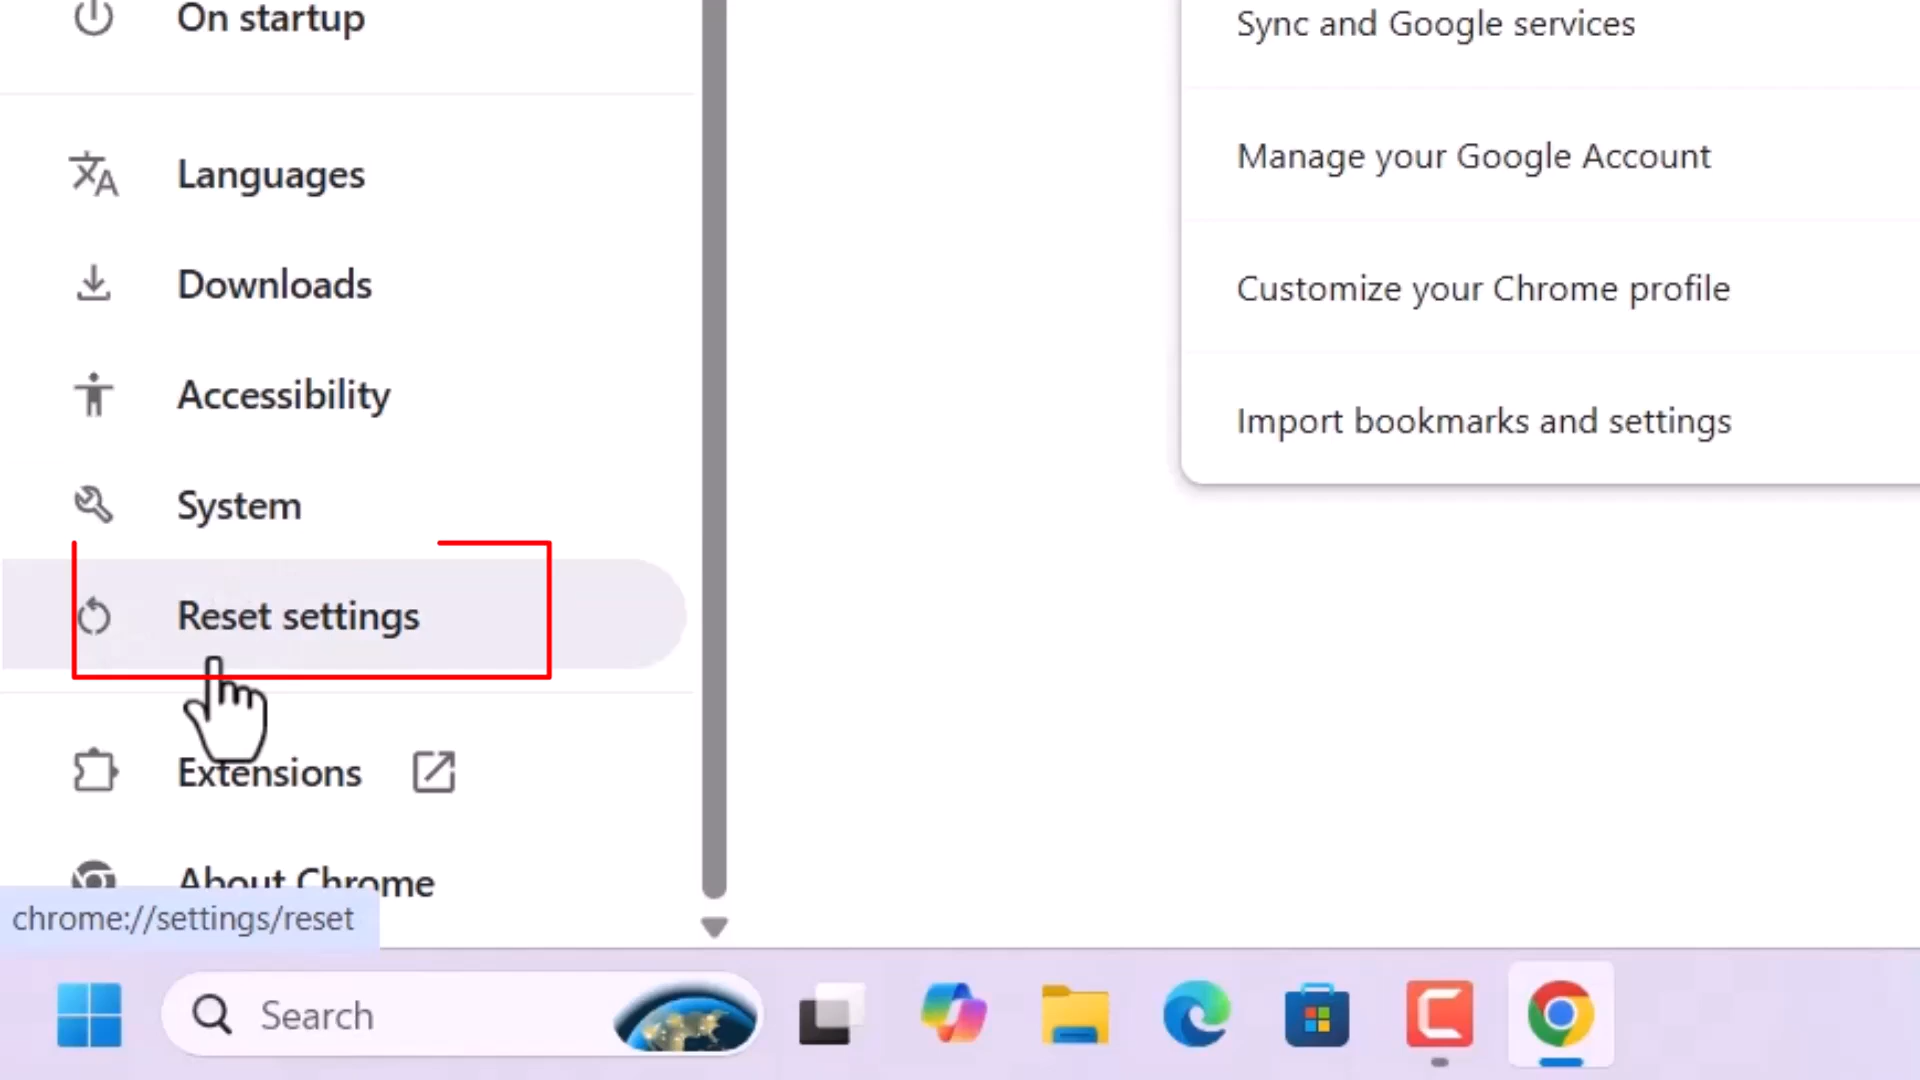 On startup
Languages
Downloads
Accessibility
System
Reset settings
Extensions
About Chrome
chrome://settings/reset
Sync and Google services
Manage your Google Account
Customize your Chrome profile
Import bookmarks and settings
Search